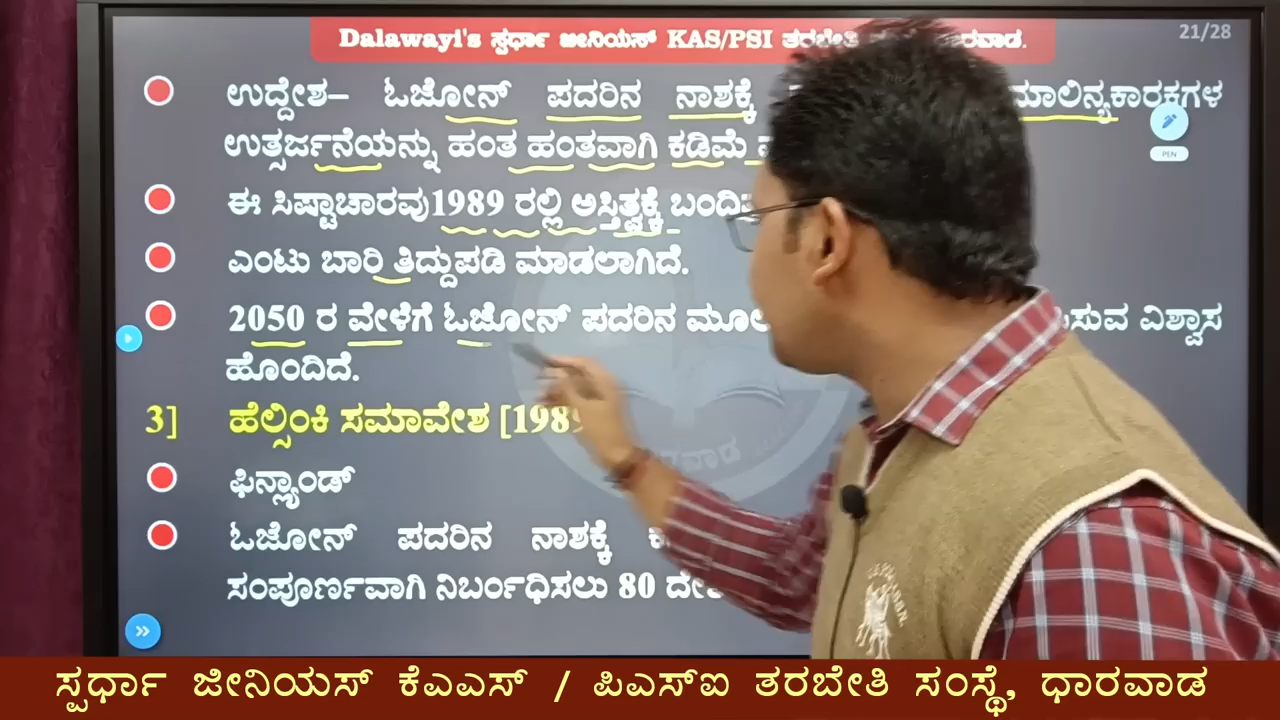 Dalawayi's ಸ್ಪರ್ಧಾ ಜೀನಿಯಸ್ KAS/PSI ತರಬೇತಿ
21/28
ಉದ್ದೇಶ– ಓಜೋನ್ ಪದರಿನ ನಾಶಕ್ಕೆ ಮಾಲಿನ್ಯಕಾರಕಗಳ
ಉತ್ಸರ್ಜನೆಯನ್ನು ಹಂತ ಹಂತವಾಗಿ ಕಡಿಮೆ
PEN
ಈ ಸಿಷ್ಟಾಚಾರವು1989 ರಲ್ಲಿ ಅಸ್ತಿತ್ವಕ್ಕೆ
ಎಂಟು ಬಾರಿ ತಿದ್ದುಪಡಿ ಮಾಡಲಾಗಿದೆ.
2050 ರ ವೇಳೆಗೆ ಓಜೋನ್ ಪದರಿನ ವಿಶ್ವಾಸ
ಹೊಂದಿದೆ.
3] ಹೆಲ್ಸಿಂಕಿ ಸಮಾವೇಶ [1989
ಫಿನ್ಲ್ಯಾಂಡ್
ಓಜೋನ್ ಪದರಿನ ನಾಶಕ್ಕೆ
ಸಂಪೂರ್ಣವಾಗಿ ನಿರ್ಬಂಧಿಸಲು 80
ಸ್ಪರ್ಧಾ ಜೀನಿಯಸ್ ಕೆಎಎಸ್ / ಪಿಎಸ್ಐ ತರಬೇತಿ ಸಂಸ್ಥೆ, ಧಾರವಾಡ